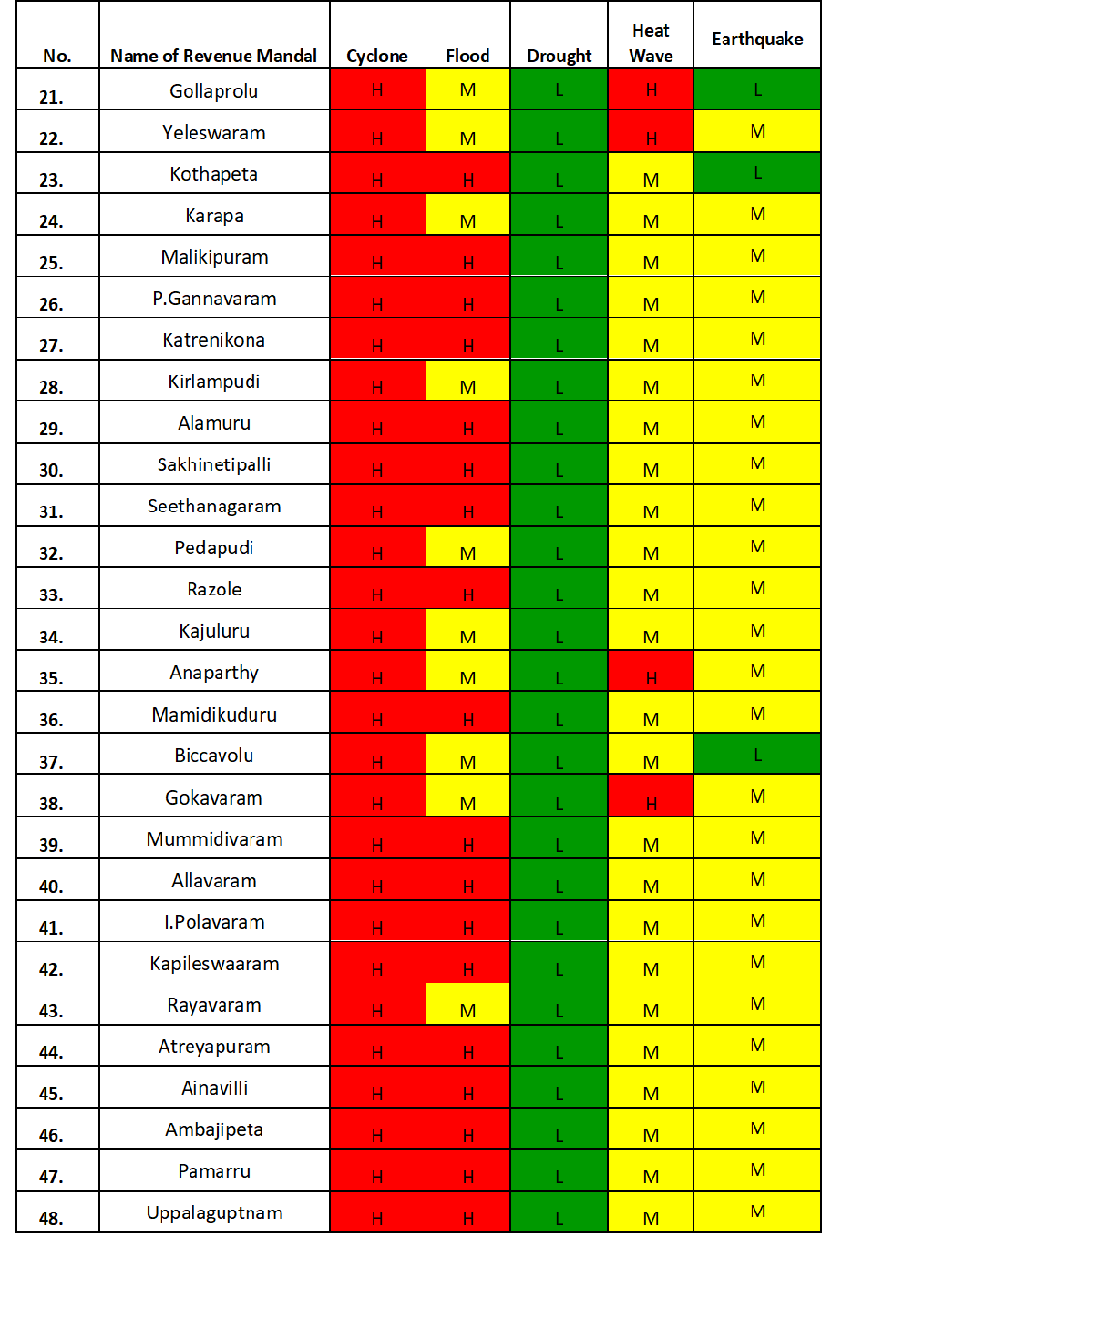 No. Name of Revenue Mandal Cyclone Flood Drought Heat Wave Earthquake
21. Gollaprolu H M L H L
22. Yeleswaram H M L H M
23. Kothapeta H H L M L
24. Karapa H M L M M
25. Malikipuram H H L M M
26. P.Gannavaram H H L M M
27. Katrenikona H H L M M
28. Kirlampudi H M L M M
29. Alamuru H H L M M
30. Sakhinetipalli H H L M M
31. Seethanagaram H H L M M
32. Pedapudi H M L M M
33. Razole H H L M M
34. Kajuluru H M L M M
35. Anaparthy H M L H M
36. Mamidikuduru H H L M M
37. Biccavolu H M L M L
38. Gokavaram H M L H M
39. Mummidivaram H H L M M
40. Allavaram H H L M M
41. I.Polavaram H H L M M
42. Kapileswaaram H H L M M
43. Rayavaram H M L M M
44. Atreyapuram H H L M M
45. Ainavilli H H L M M
46. Ambajipeta H H L M M
47. Pamarru H H L M M
48. Uppalaguptnam H H L M M